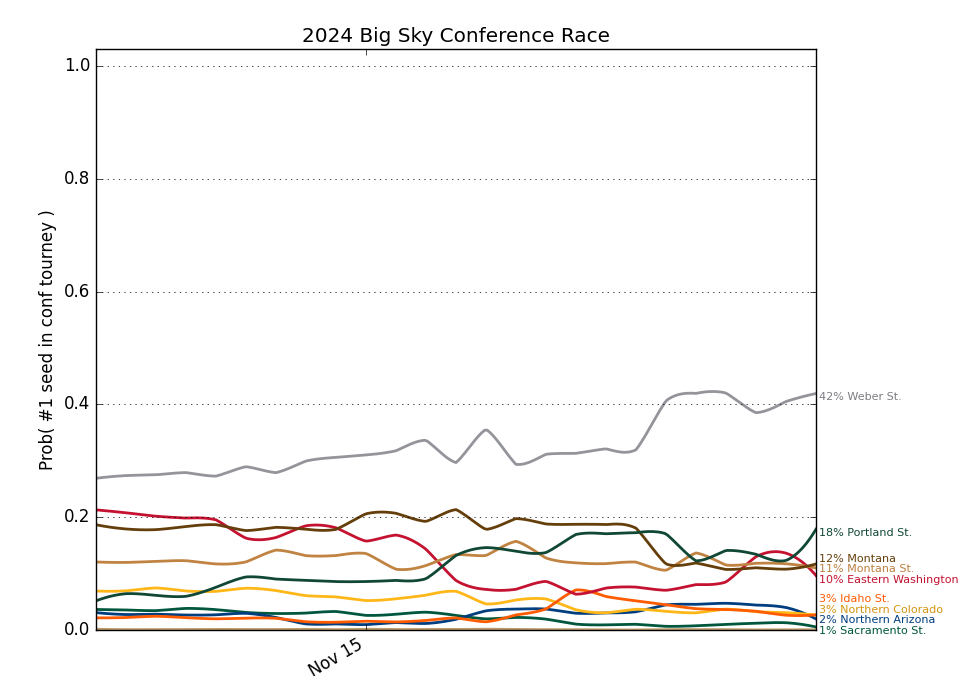 2024 Big Sky Conference Race
Prob( #1 seed in conf tourney )
1.0
0.8
0.6
0.4
0.2
0.0
Nov 15
42% Weber St.
18% Portland St.
12% Montana
11% Montana St.
10% Eastern Washington
3% Idaho St.
3% Northern Colorado
2% Northern Arizona
1% Sacramento St.